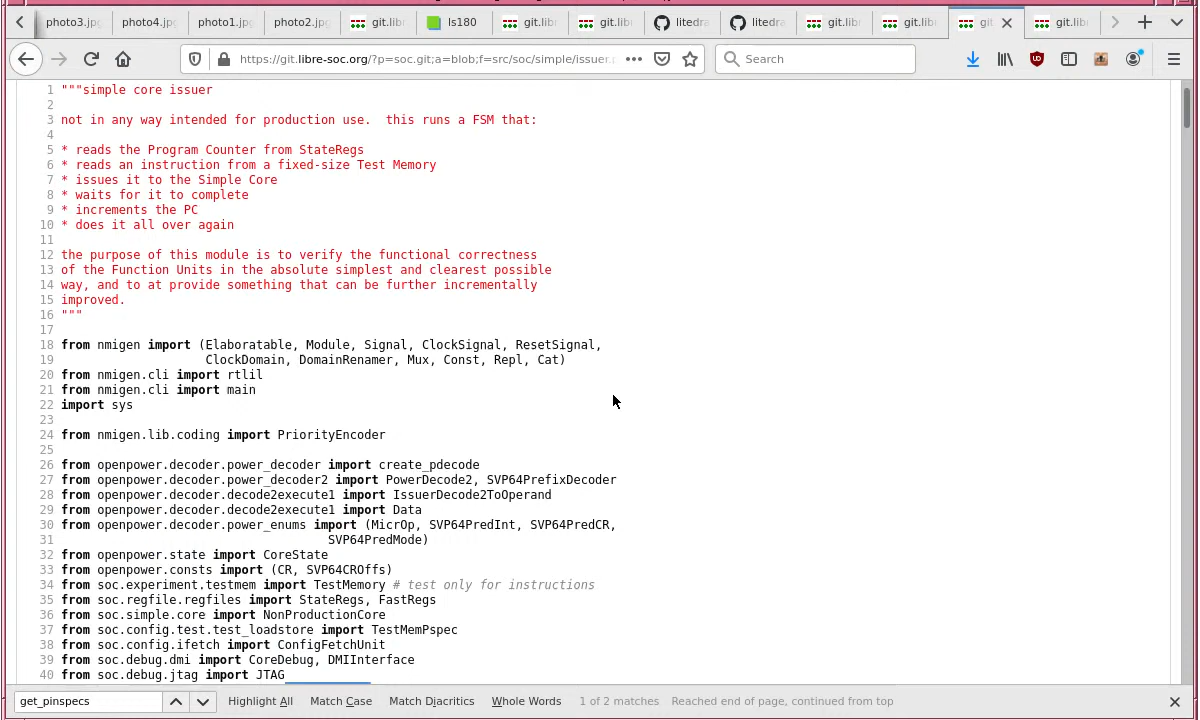 photo3.jp photo4.jp photo1.jp photo2.jp git.lib ls180 git.lib git.lib litedra litedra git.lib git.lib git git.lib
https://git.libre-soc.org/?p=soc.git;a=blob;f=src/soc/simple/issuer. Search
1 """simple core issuer
2
3 not in any way intended for production use.  this runs a FSM that:
4
5 * reads the Program Counter from StateRegs
6 * reads an instruction from a fixed-size Test Memory
7 * issues it to the Simple Core
8 * waits for it to complete
9 * increments the PC
10 * does it all over again
11
12 the purpose of this module is to verify the functional correctness
13 of the Function Units in the absolute simplest and clearest possible
14 way, and to at provide something that can be further incrementally
15 improved.
16 """
17
18 from nmigen import (Elaboratable, Module, Signal, ClockSignal, ResetSignal,
19 ClockDomain, DomainRenamer, Mux, Const, Repl, Cat)
20 from nmigen.cli import rtlil
21 from nmigen.cli import main
22 import sys
23
24 from nmigen.lib.coding import PriorityEncoder
25
26 from openpower.decoder.power_decoder import create_pdecode
27 from openpower.decoder.power_decoder2 import PowerDecode2, SVP64PrefixDecoder
28 from openpower.decoder.decode2execute1 import IssuerDecode2ToOperand
29 from openpower.decoder.decode2execute1 import Data
30 from openpower.decoder.power_enums import (MicrOp, SVP64PredInt, SVP64PredCR,
31 SVP64PredMode)
32 from openpower.state import CoreState
33 from openpower.consts import (CR, SVP64CROffs)
34 from soc.experiment.testmem import TestMemory # test only for instructions
35 from soc.regfile.regfiles import StateRegs, FastRegs
36 from soc.simple.core import NonProductionCore
37 from soc.config.test.test_loadstore import TestMemPspec
38 from soc.config.ifetch import ConfigFetchUnit
39 from soc.debug.dmi import CoreDebug, DMIInterface
40 from soc.debug.jtag import JTAG
get_pinspecs Highlight All Match Case Match Diacritics Whole Words 1 of 2 matches Reached end of page, continued from top